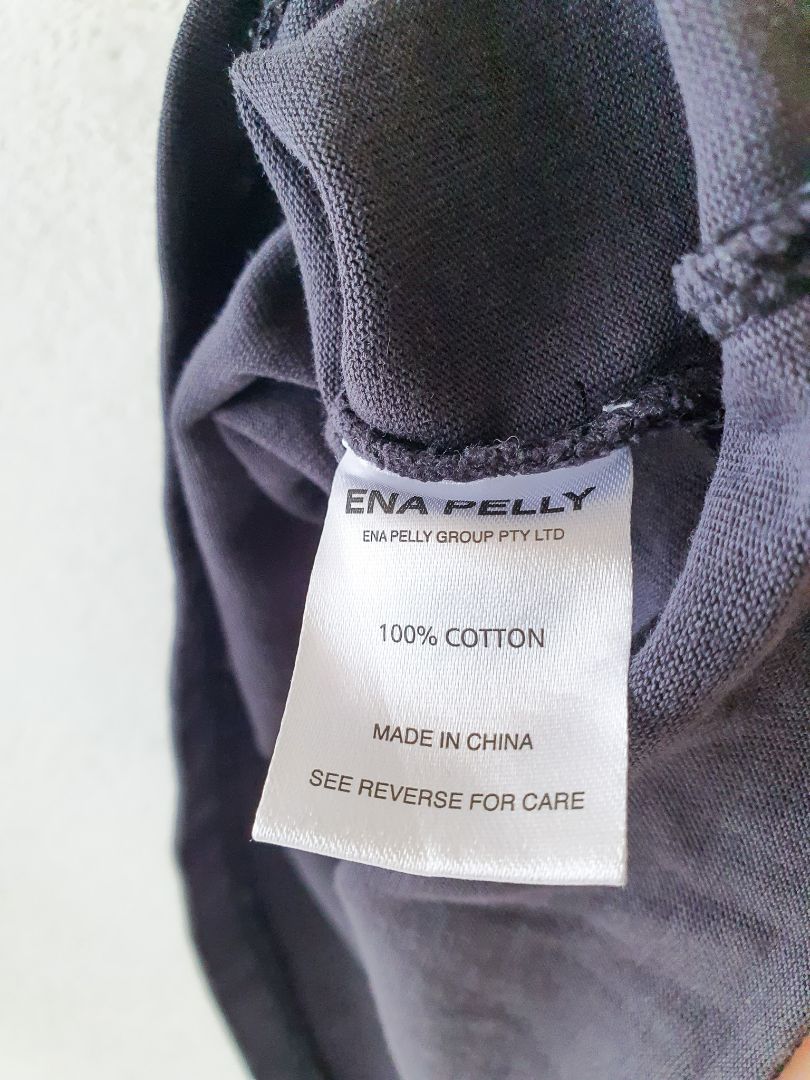 ENA PELLY
ENA PELLY GROUP PTY LTD
100% COTTON
MADE IN CHINA
SEE REVERSE FOR CARE